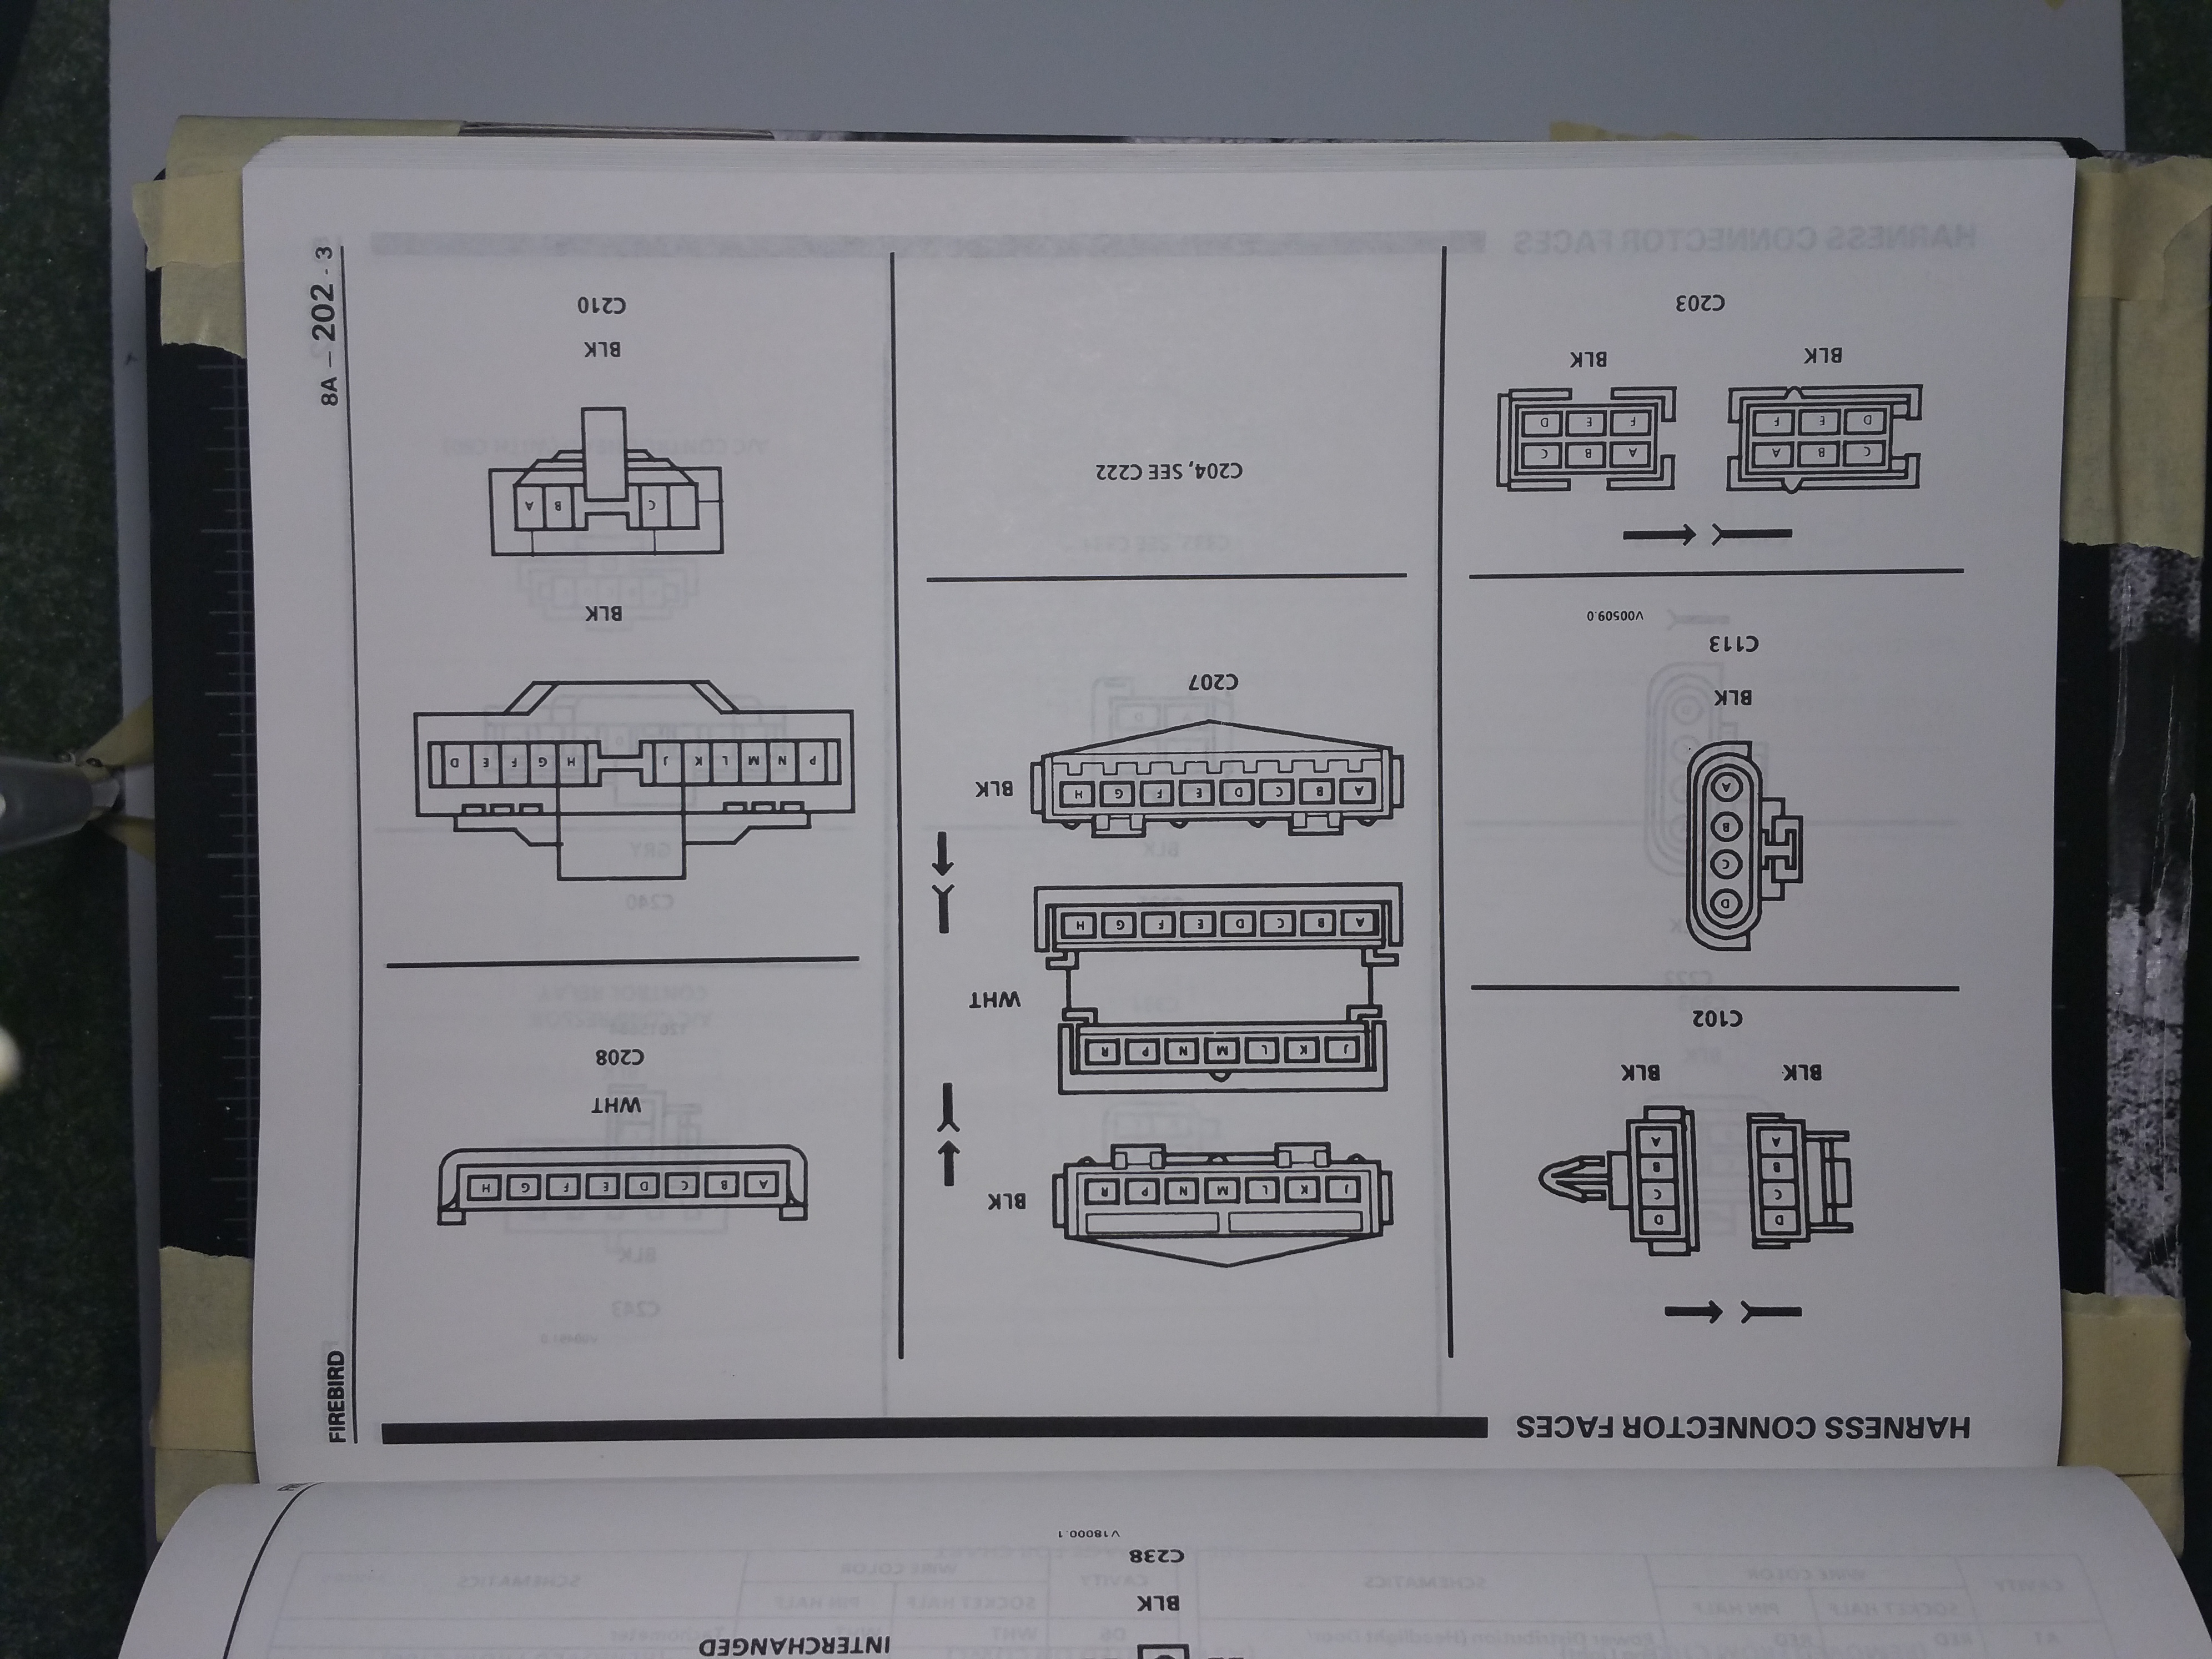 HARNESS CONNECTOR FACES
FIREBIRD
BLK
BLK
A
B
C
D
A
B
C
D
C102
A
B
C
D
BLK
C113
V00509.0
C B A
D E F
A B C
F E D
BLK
BLK
C203
BLK
J K L M N P R
J K L M N P R
WHT
A B C D E F G H
A B C D E F G H
BLK
C207
C204, SEE C222
A B C D E F G H
WHT
C208
P N M L K J H G F E D
BLK
C B A
BLK
C210
8A – 202 - 3
INTERCHANGED
BLK
C238
V18000.1